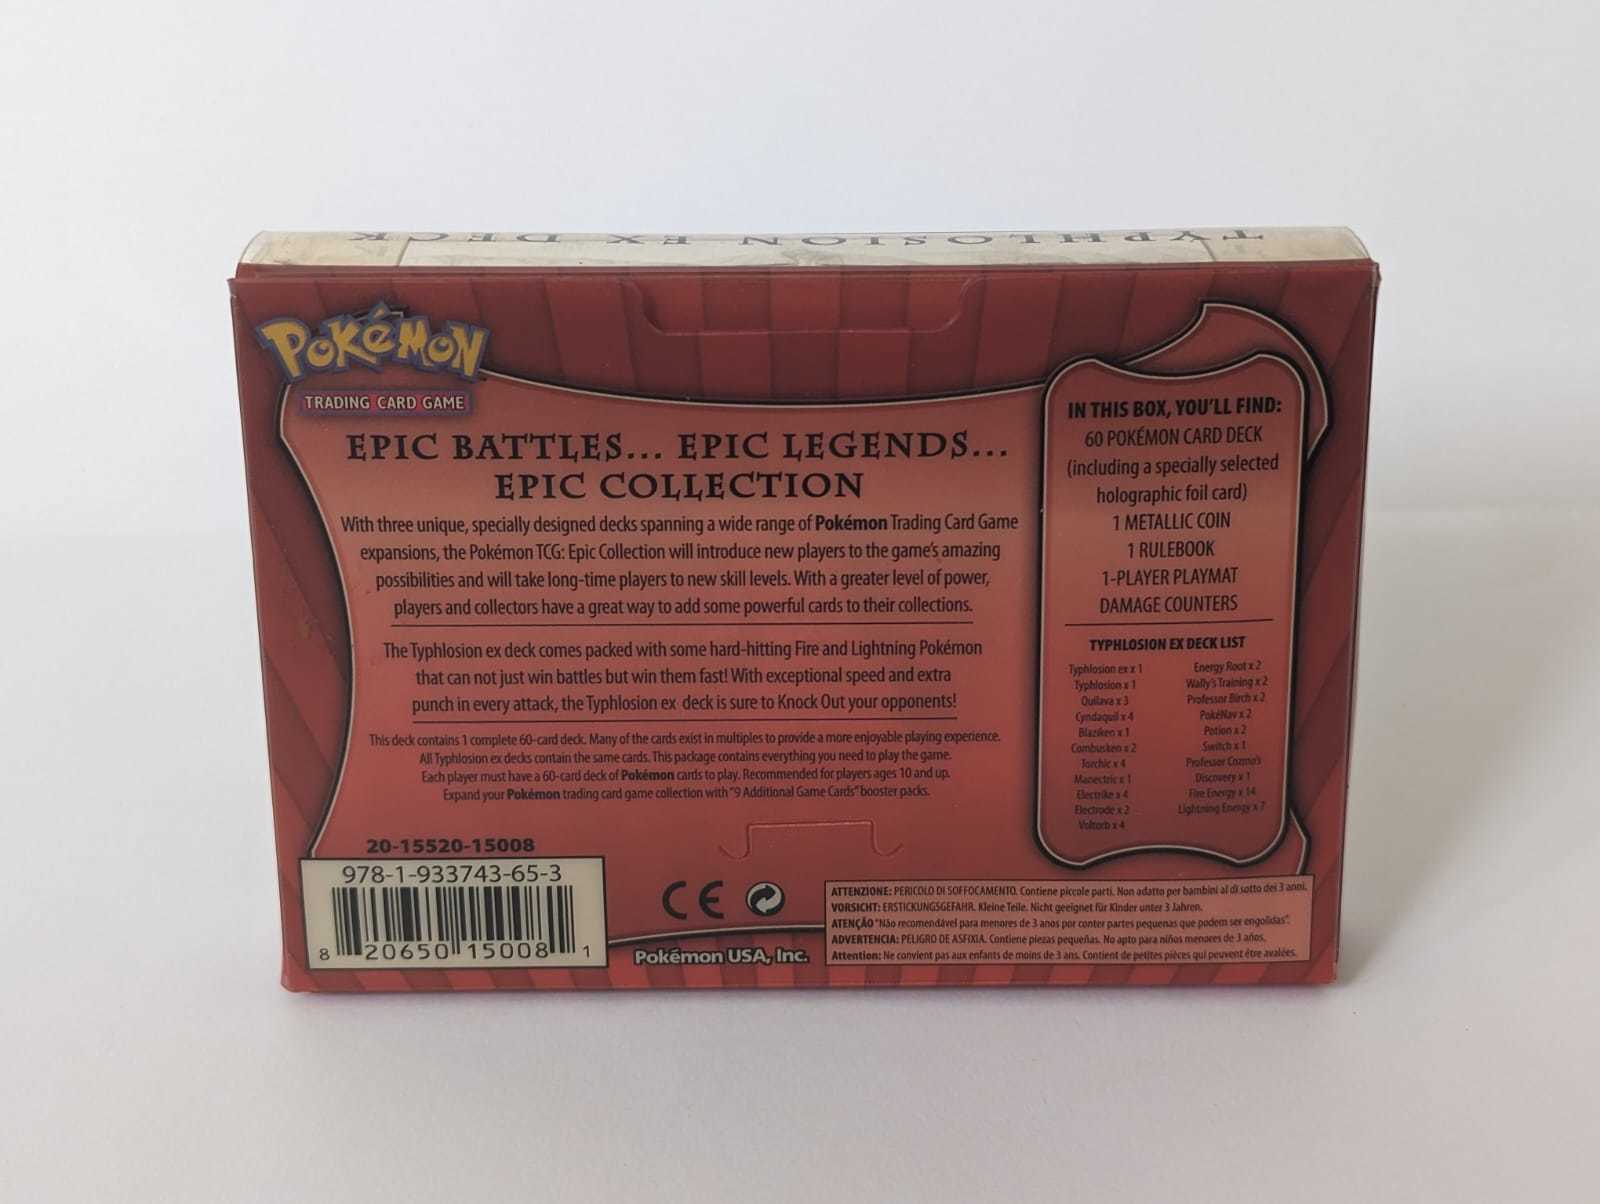 TYPHLOSION EX DECK
POKéMON
TRADING CARD GAME
EPIC BATTLES... EPIC LEGENDS...
EPIC COLLECTION
With three unique, specially designed decks spanning a wide range of Pokémon Trading Card Game
expansions, the Pokémon TCG: Epic Collection will introduce new players to the game's amazing
possibilities and will take long-time players to new skill levels. With a greater level of power,
players and collectors have a great way to add some powerful cards to their collections.
The Typhlosion ex deck comes packed with some hard-hitting Fire and Lightning Pokémon
that can not just win battles but win them fast! With exceptional speed and extra
punch in every attack, the Typhlosion ex deck is sure to Knock Out your opponents!
This deck contains 1 complete 60-card deck. Many of the cards exist in multiples to provide a more enjoyable playing experience.
All Typhlosion ex decks contain the same cards. This package contains everything you need to play the game.
Each player must have a 60-card deck of Pokémon cards to play. Recommended for players ages 10 and up.
Expand your Pokémon trading card game collection with "9 Additional Game Cards" booster packs.
IN THIS BOX, YOU'LL FIND:
60 POKÉMON CARD DECK
(including a specially selected
holographic foil card)
1 METALLIC COIN
1 RULEBOOK
1-PLAYER PLAYMAT
DAMAGE COUNTERS
TYPHLOSION EX DECK LIST
Typhlosion ex x 1
Typhlosion x 1
Quilava x 3
Cyndaquil x 4
Blaziken x 1
Combusken x 2
Torchic x 4
Manectric x 1
Electrike x 4
Electrode x 2
Voltorb x 4
Energy Root x 2
Wally's Training x 2
Professor Birch x 2
PokéNav x 2
Potion x 2
Switch x 1
Professor Cozmo's
Discovery x 1
Fire Energy x 14
Lightning Energy x 7
20-15520-15008
978-1-933743-65-3
8 20650 15008 1
CE
Pokémon USA, Inc.
ATTENZIONE: PERICOLO DI SOFFOCAMENTO. Contiene piccole parti. Non adatto per bambini al di sotto dei 3 anni.
VORSICHT: ERSTICKUNGSGEFAHR. Kleine Teile. Nicht geeignet für Kinder unter 3 Jahren.
ATENÇÃO "Não recomendável para menores de 3 anos por conter partes pequenas que podem ser engolidas".
ADVERTENCIA: PELIGRO DE ASFIXIA. Contiene piezas pequeñas. No apto para niños menores de 3 años.
Attention: Ne convient pas aux enfants de moins de 3 ans. Contient de petites pièces qui peuvent être avalées.